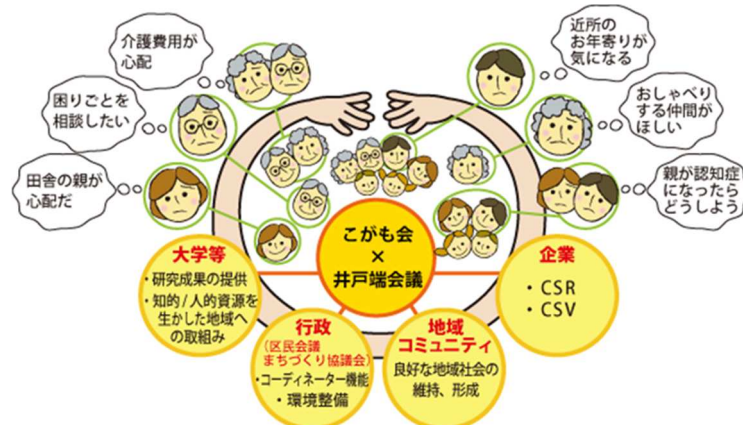 介護費用が
心配
困りごとを
相談したい
田舎の親が
心配だ
近所の
お年寄りが
気になる
おしゃべり
する仲間が
ほしい
親が認知症
になったら
どうしよう
こがも会
×
井戸端会議
大学等
・研究成果の提供
・知的/人的資源を
生かした地域へ
の取組み
行政
(区民会議
まちづくり協議会)
・コーディネーター機能
・環境整備
地域
コミュニティ
良好な地域社会の
維持、形成
企業
・CSR
・CSV